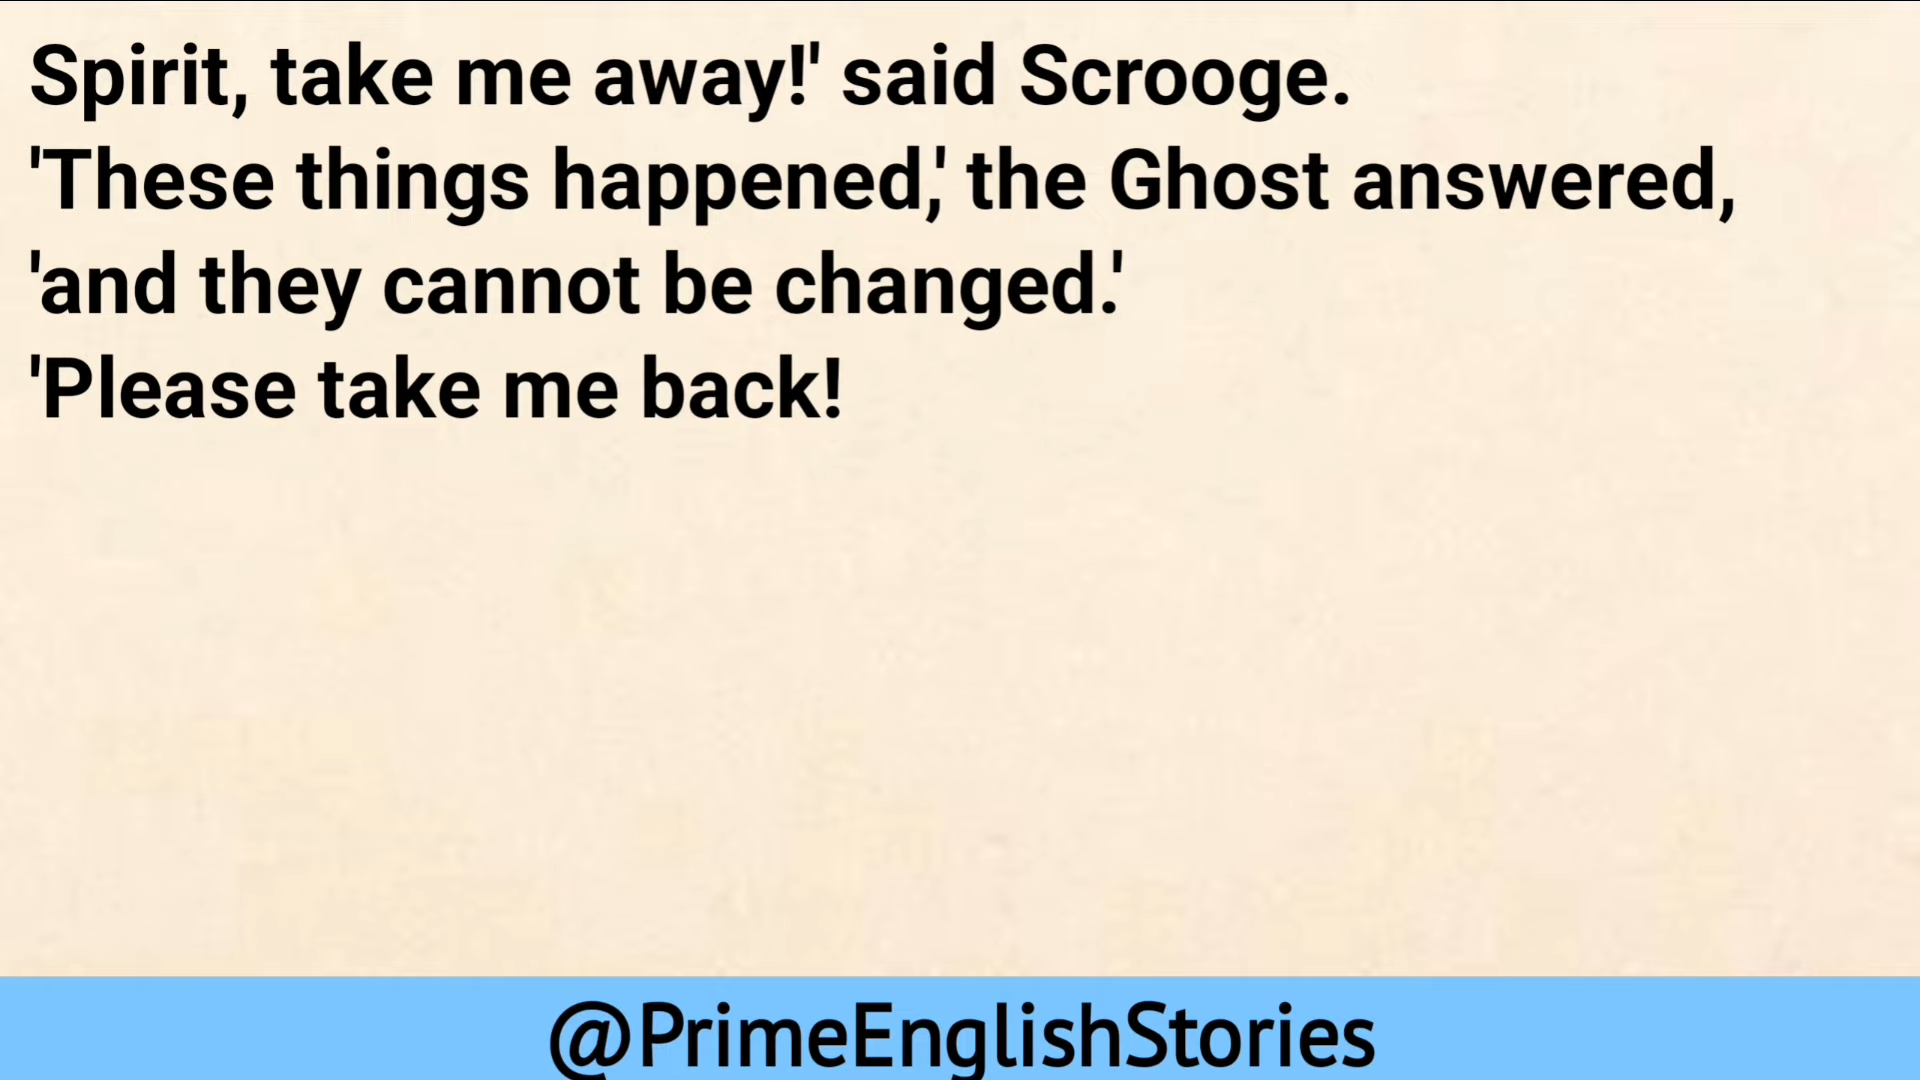 Spirit, take me away!' said Scrooge.
'These things happened,' the Ghost answered,
'and they cannot be changed.'
'Please take me back!
@PrimeEnglishStories